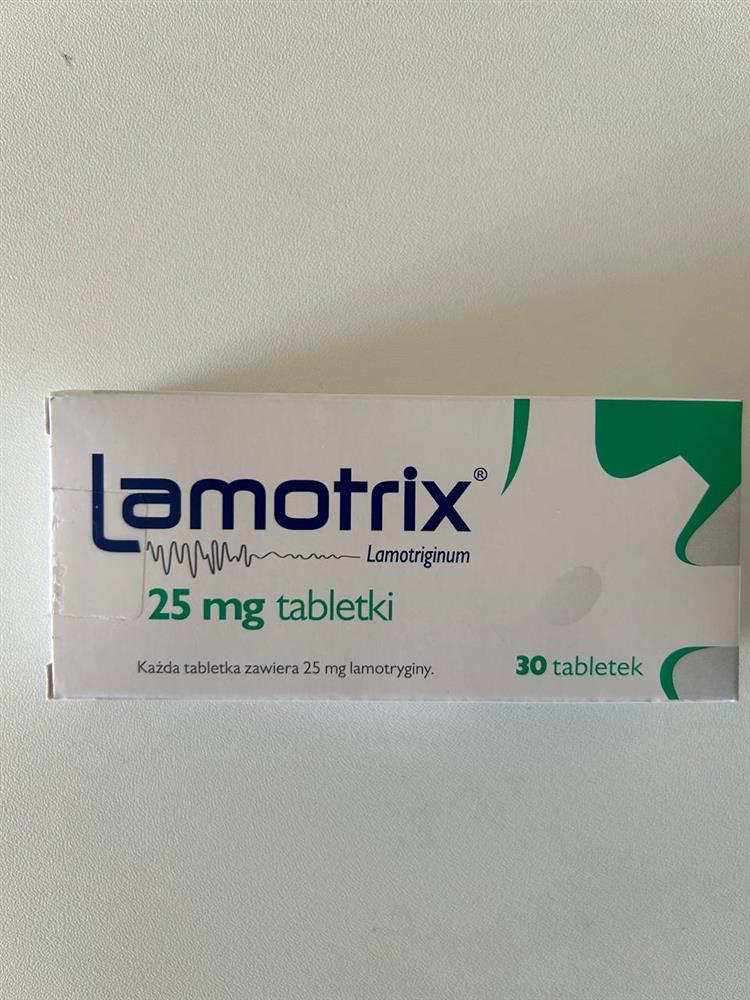 Lamotrix®
Lamotriginum
25 mg tabletki
Każda tabletka zawiera 25 mg lamotryginy.
30 tabletek